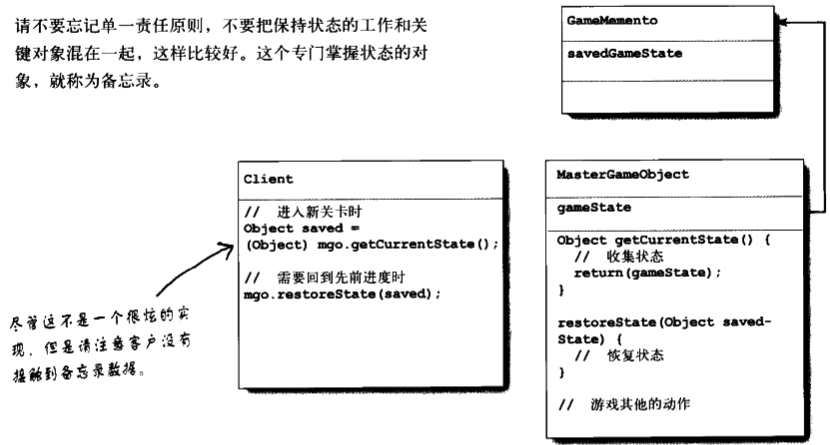 请不要忘记单一责任原则，不要把保持状态的工作和关
键对象混在一起，这样比较好。这个专门掌握状态的对
象，就称为备忘录。
GameMemento
savedGameState
Client
// 进入新关卡时
Object saved =
(Object) mgo.getCurrentState();
// 需要回到先前进度时
mgo.restoreState(saved);
尽管这不是一个很炫的实
现，但是请注意客户没有
接触到备忘录数据。
MasterGameObject
gameState
Object getCurrentState() {
// 收集状态
return(gameState);
}
restoreState(Object saved-
State) {
// 恢复状态
}
// 游戏其他的动作